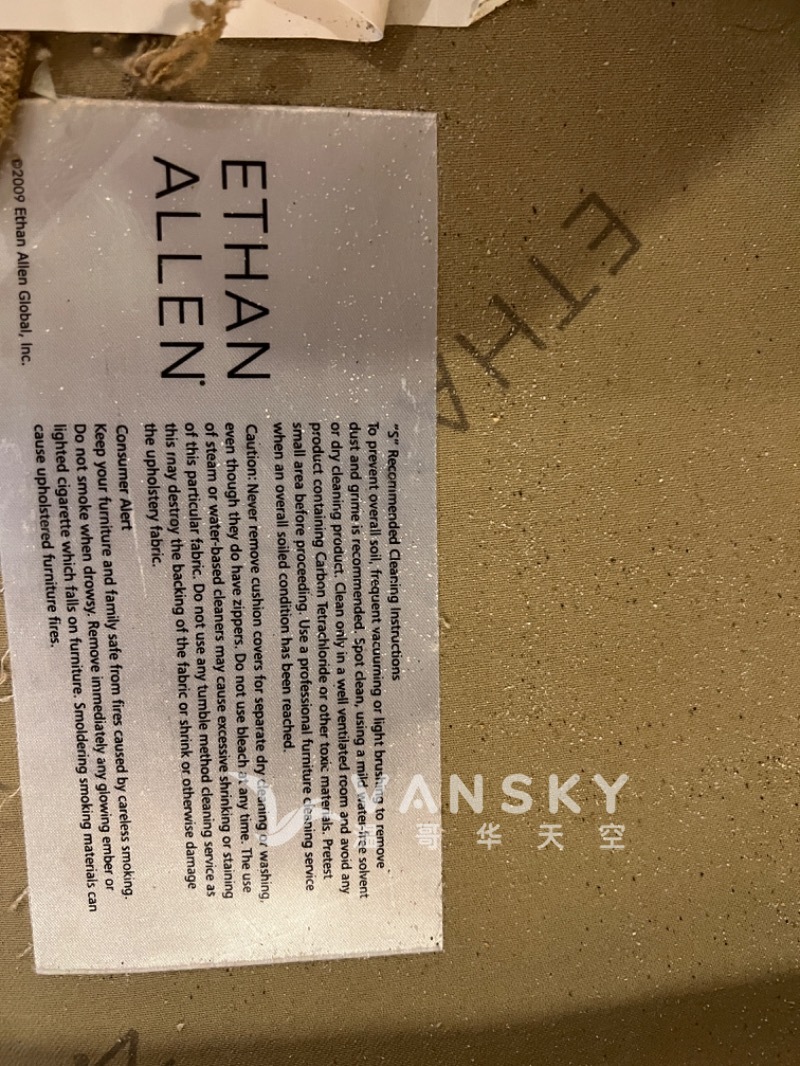 ETHAN
ALLEN®
©2009 Ethan Allen Global, Inc.
"S" Recommended Cleaning Instructions
To prevent overall soil, frequent vacuuming or light brushing to remove
dust and grime is recommended. Spot clean, using a mild water-free solvent
or dry cleaning product. Clean only in a well ventilated room and avoid any
product containing Carbon Tetrachloride or other toxic materials. Pretest
small area before proceeding. Use a professional furniture cleaning service
when an overall soiled condition has been reached.
Caution: Never remove cushion covers for separate dry cleaning or washing,
even though they do have zippers. Do not use bleach at any time. The use
of steam or water-based cleaners may cause excessive shrinking or staining
of this particular fabric. Do not use any tumble method cleaning service as
this may destroy the backing of the fabric or shrink or otherwise damage
the upholstery fabric.
Consumer Alert
Keep your furniture and family safe from fires caused by careless smoking.
Do not smoke when drowsy. Remove immediately any glowing ember or
lighted cigarette which falls on furniture. Smoldering smoking materials can
cause upholstered furniture fires.
ETHA
VANSKY
哥华天空